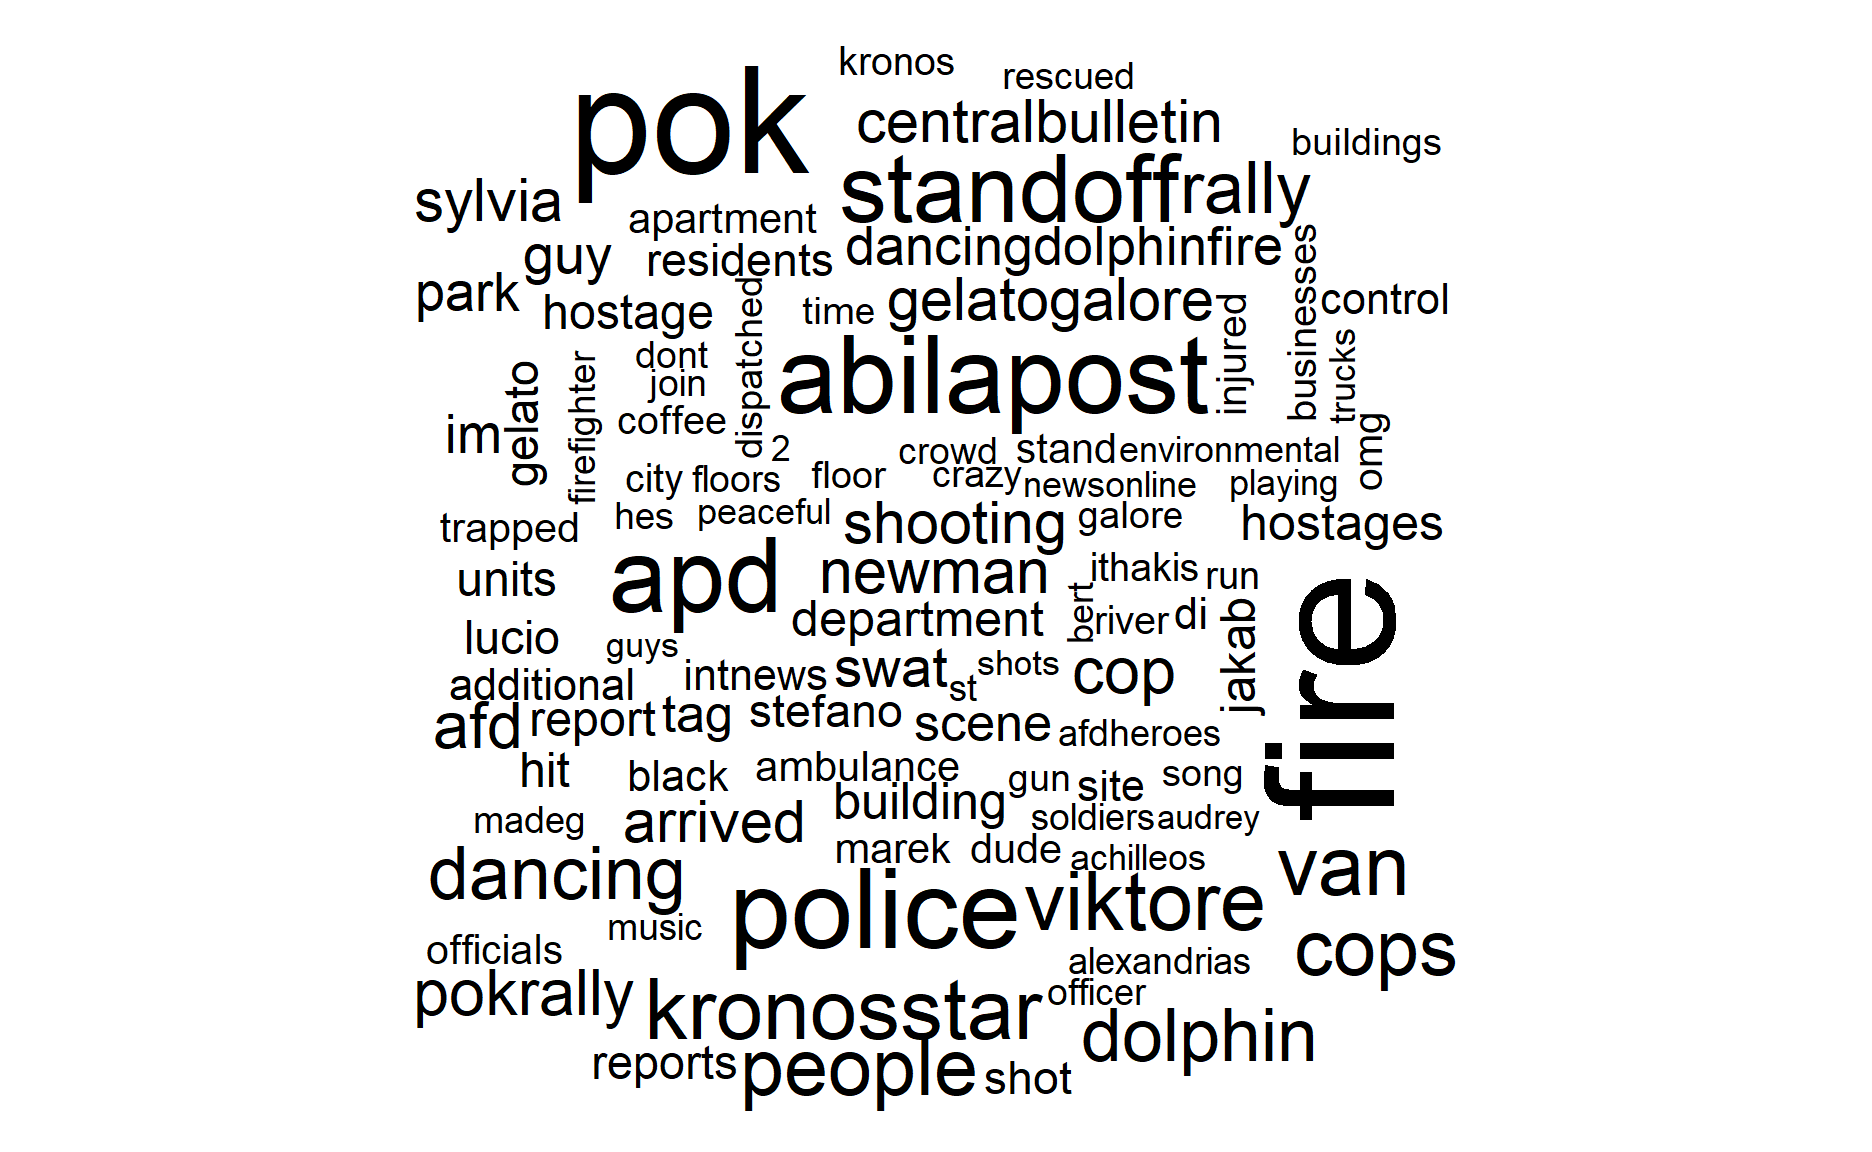 kronos
rescued
pok
centralbulletin
buildings
standoff
rally
sylvia
apartment
guy
residents
dancingdolphinfire
businesses
park
hostage
dispatched
time
gelatogalore
injured
control
trucks
dont
join
abilapost
gelato
firefighter
coffee
im
2
crowd
stand
environmental
omg
city
floors
floor
crazy
newsonline
playing
trapped
hes
peaceful
shooting
galore
hostages
units
apd
newman
ithakis
run
bert
department
river
di
jakab
fire
lucio
guys
intnews
swat
st
shots
cop
additional
afd
report
tag
stefano
scene
afdheroes
hit
black
ambulance
gun
site
song
building
madeg
arrived
soldiers
audrey
marek
dude
achilleos
van
dancing
police
viktore
music
officials
cops
alexandrias
pokrally
kronosstar
officer
dolphin
reports
people
shot